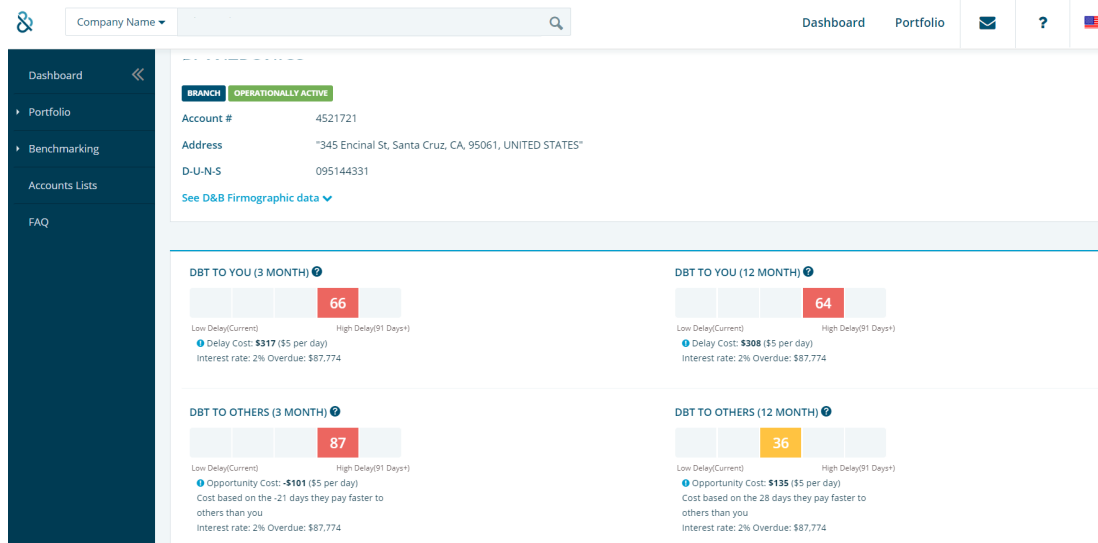 Company Name
Dashboard
Portfolio
?
Dashboard
Portfolio
Benchmarking
Accounts Lists
FAQ
BRANCH OPERATIONALLY ACTIVE
Account # 4521721
Address "345 Encinal St, Santa Cruz, CA, 95061, UNITED STATES"
D-U-N-S 095144331
See D&B Firmographic data
DBT TO YOU (3 MONTH) ?
66
Low Delay(Current) High Delay(91 Days+)
Delay Cost: $317 ($5 per day)
Interest rate: 2% Overdue: $87,774
DBT TO YOU (12 MONTH) ?
64
Low Delay(Current) High Delay(91 Days+)
Delay Cost: $308 ($5 per day)
Interest rate: 2% Overdue: $87,774
DBT TO OTHERS (3 MONTH) ?
87
Low Delay(Current) High Delay(91 Days+)
Opportunity Cost: -$101 ($5 per day)
Cost based on the -21 days they pay faster to
others than you
Interest rate: 2% Overdue: $87,774
DBT TO OTHERS (12 MONTH) ?
36
Low Delay(Current) High Delay(91 Days+)
Opportunity Cost: $135 ($5 per day)
Cost based on the 28 days they pay faster to
others than you
Interest rate: 2% Overdue: $87,774